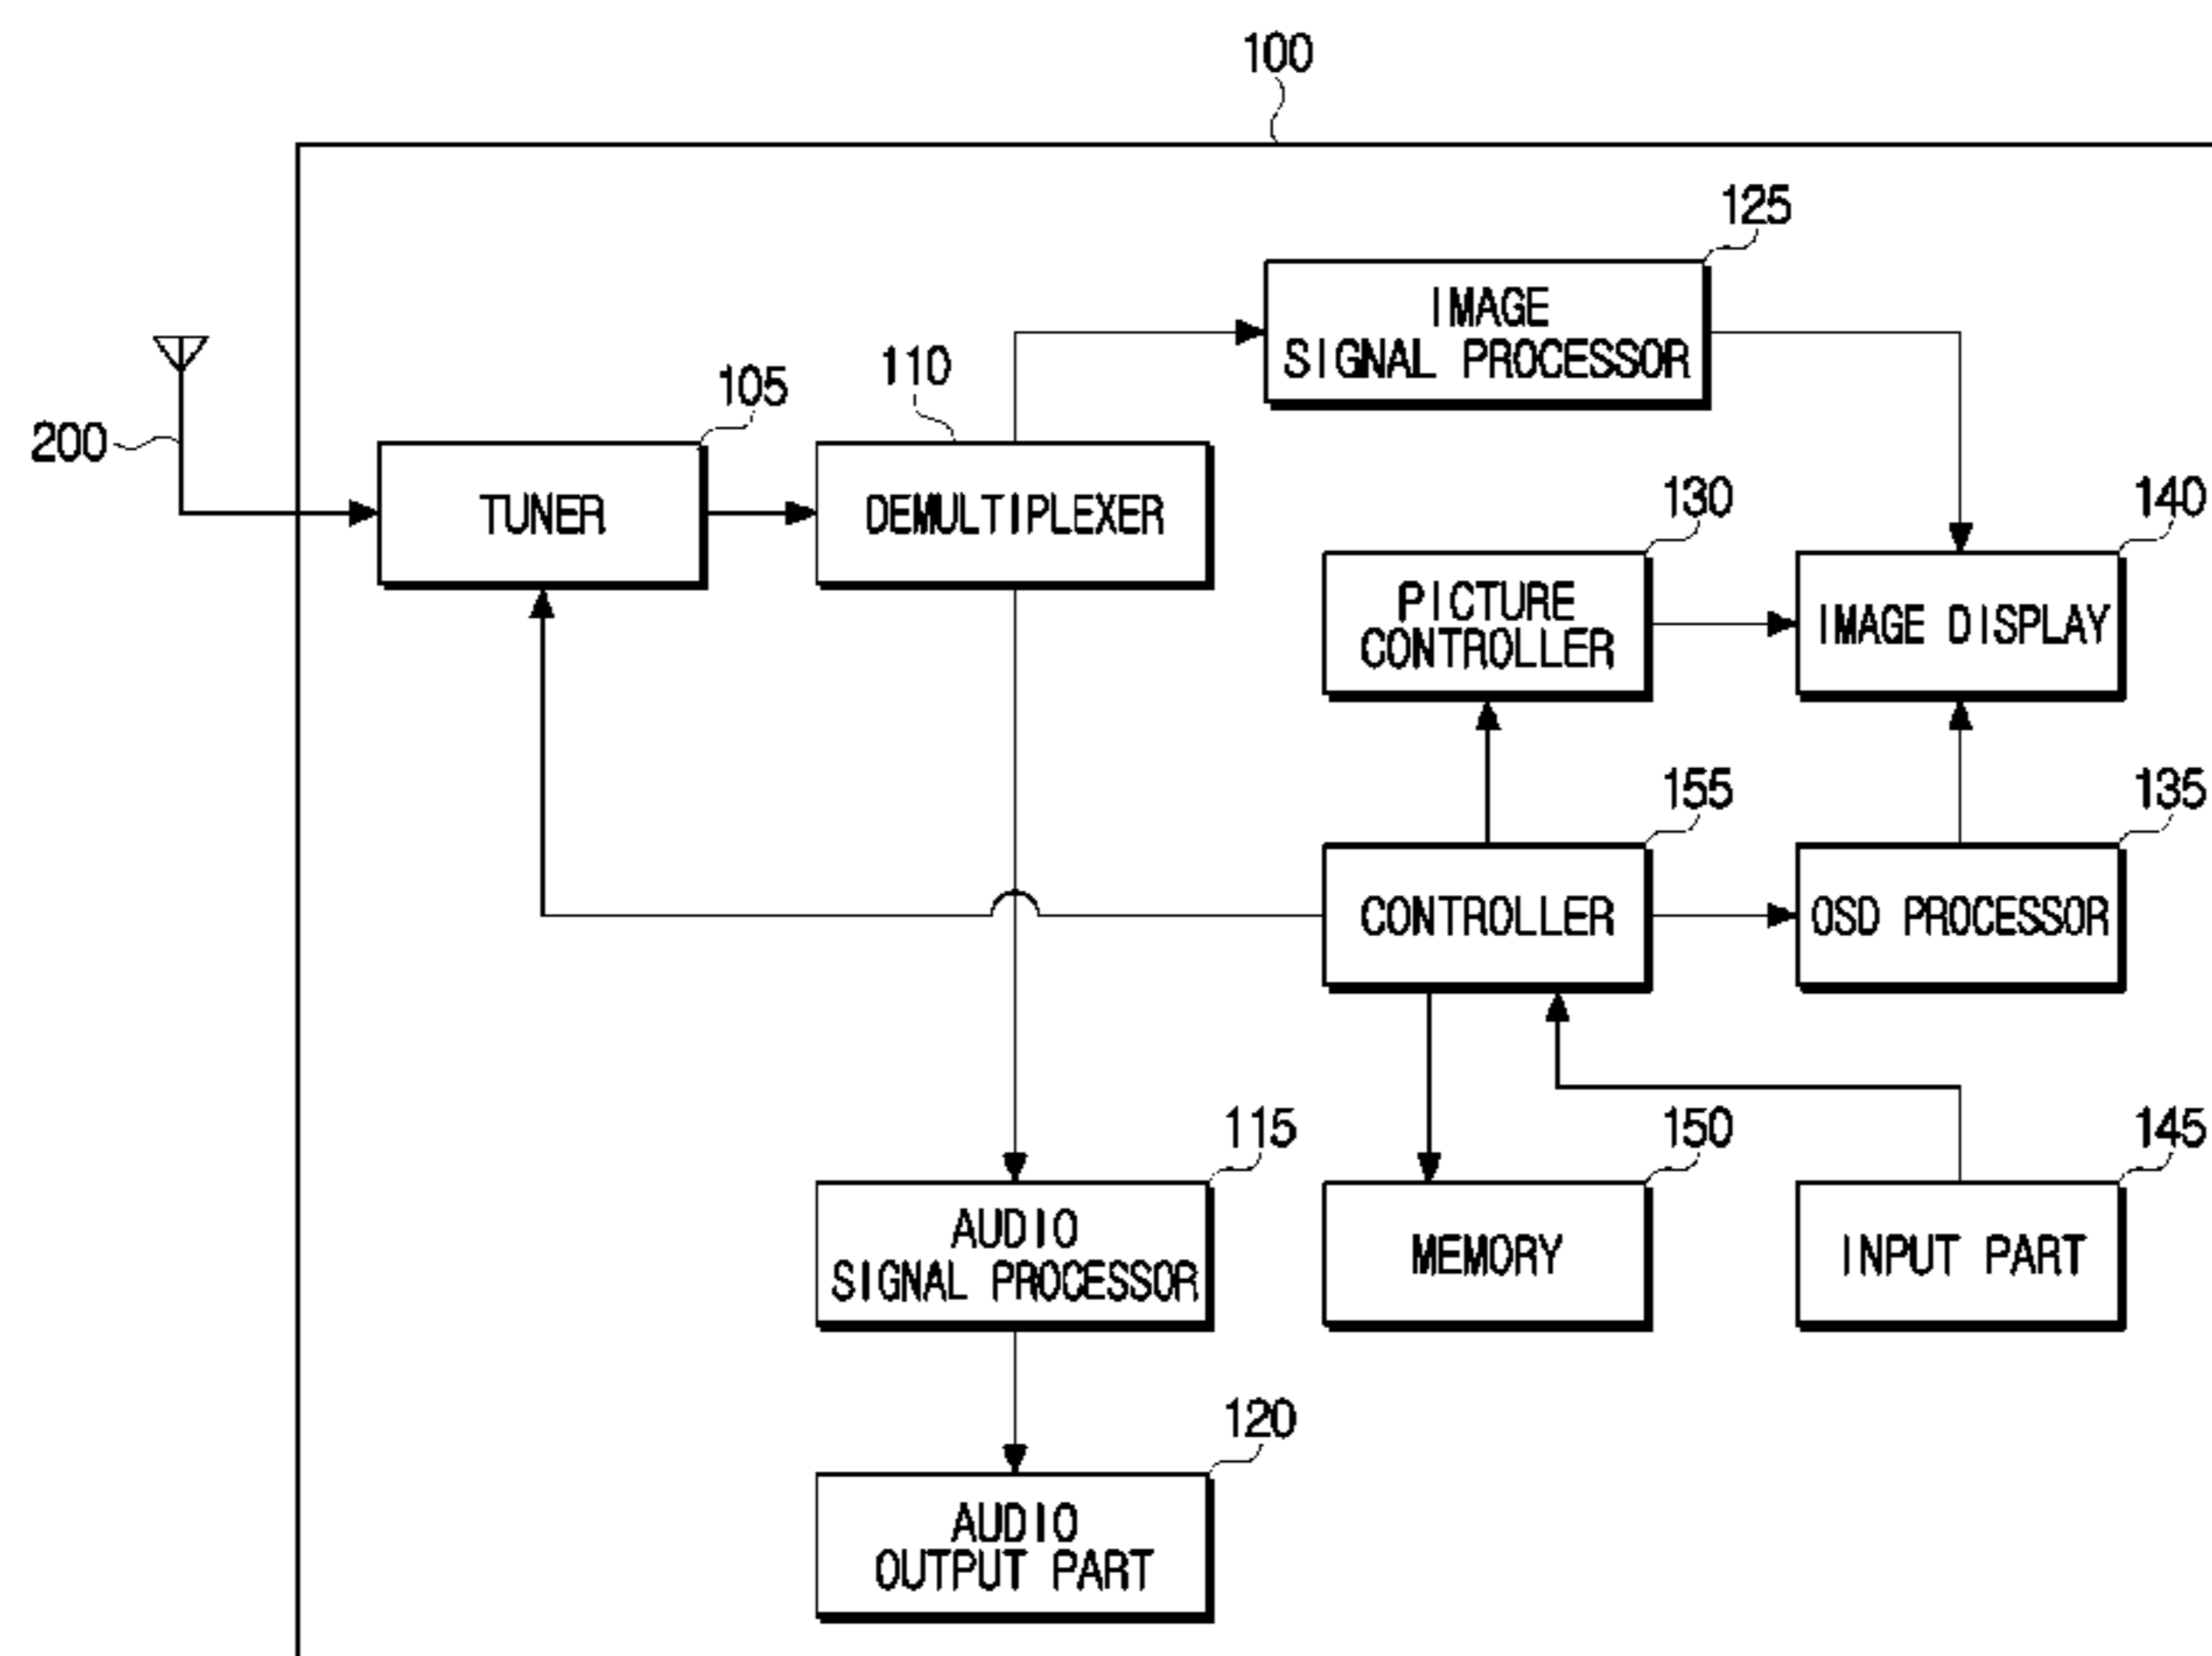 100
125
IMAGE
SIGNAL PROCESSOR
200
105
TUNER
110
DEMULTIPLEXER
130
PICTURE
CONTROLLER
140
IMAGE DISPLAY
155
CONTROLLER
135
OSD PROCESSOR
115
AUDIO
SIGNAL PROCESSOR
150
MEMORY
145
INPUT PART
120
AUDIO
OUTPUT PART